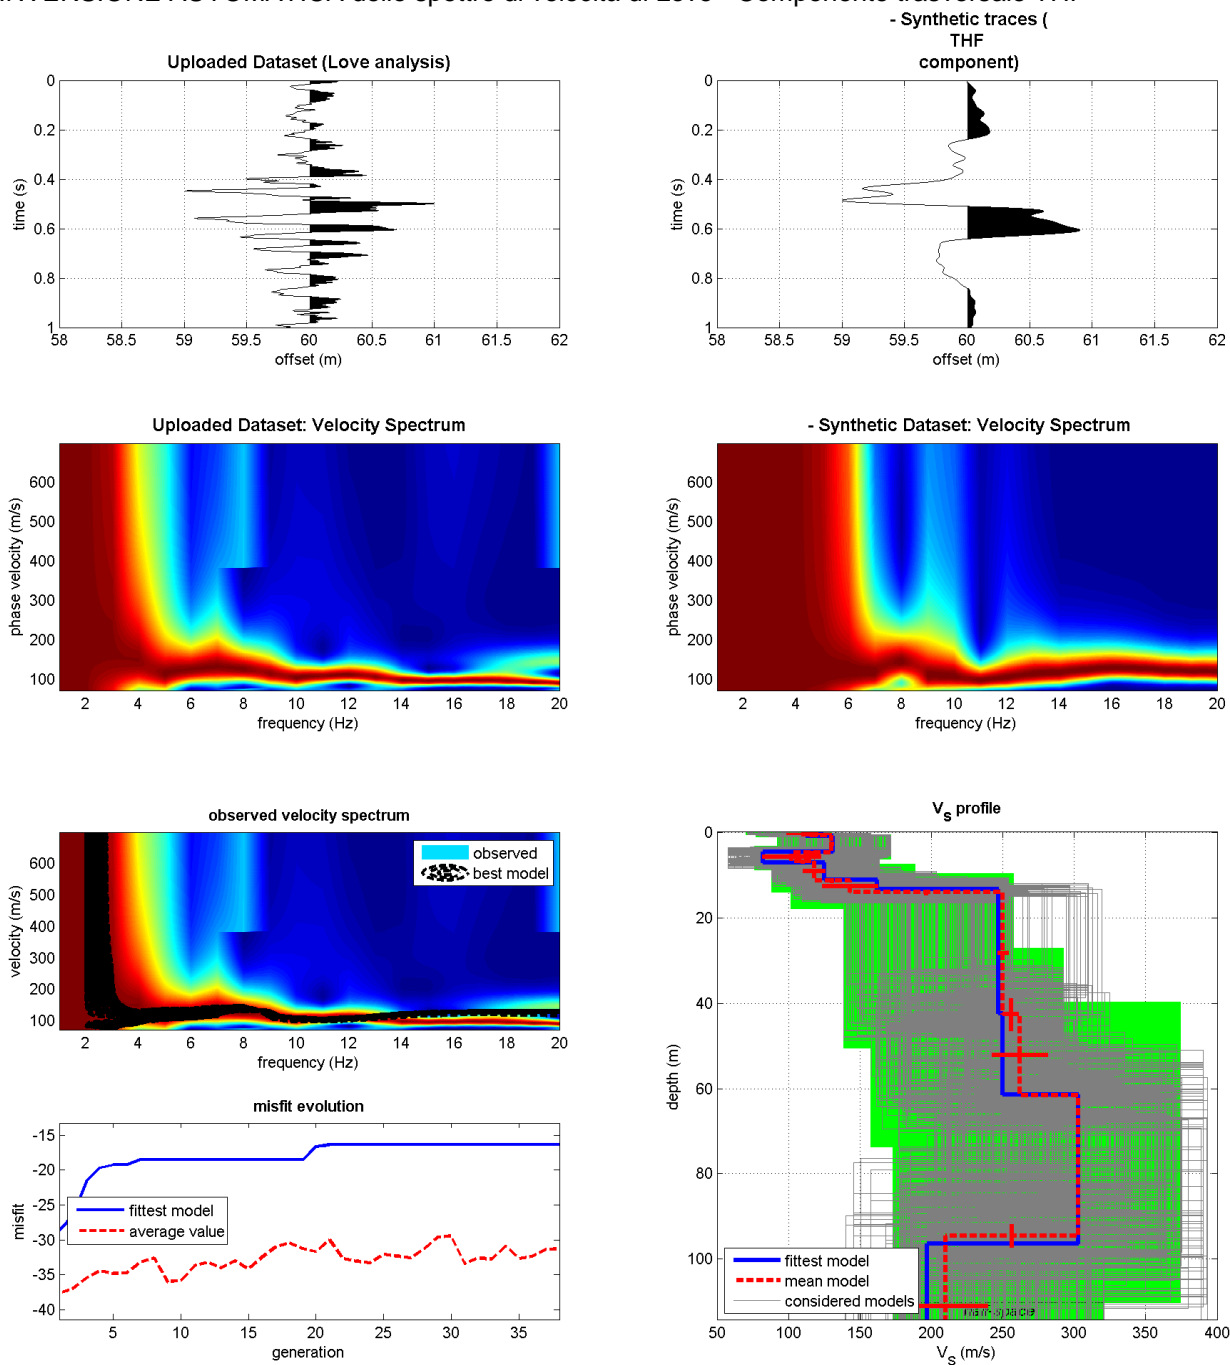 Uploaded Dataset (Love analysis)
0
0.2
0.4
0.6
0.8
1
time (s)
58 58.5 59 59.5 60 60.5 61 61.5 62
offset (m)
- Synthetic traces (
THF
component)
0
0.2
0.4
0.6
0.8
1
time (s)
58 58.5 59 59.5 60 60.5 61 61.5 62
offset (m)
Uploaded Dataset: Velocity Spectrum
600
500
400
300
200
100
phase velocity (m/s)
2 4 6 8 10 12 14 16 18 20
frequency (Hz)
- Synthetic Dataset: Velocity Spectrum
600
500
400
300
200
100
phase velocity (m/s)
2 4 6 8 10 12 14 16 18 20
frequency (Hz)
observed velocity spectrum
observed
best model
600
500
400
300
200
100
velocity (m/s)
2 4 6 8 10 12 14 16 18 20
frequency (Hz)
misfit evolution
-15
-20
-25
-30
-35
-40
misfit
fittest model
average value
5 10 15 20 25 30 35
generation
VS profile
0
20
40
60
80
100
depth (m)
fittest model
mean model
considered models
half-space
50 100 150 200 250 300 350 400
VS (m/s)